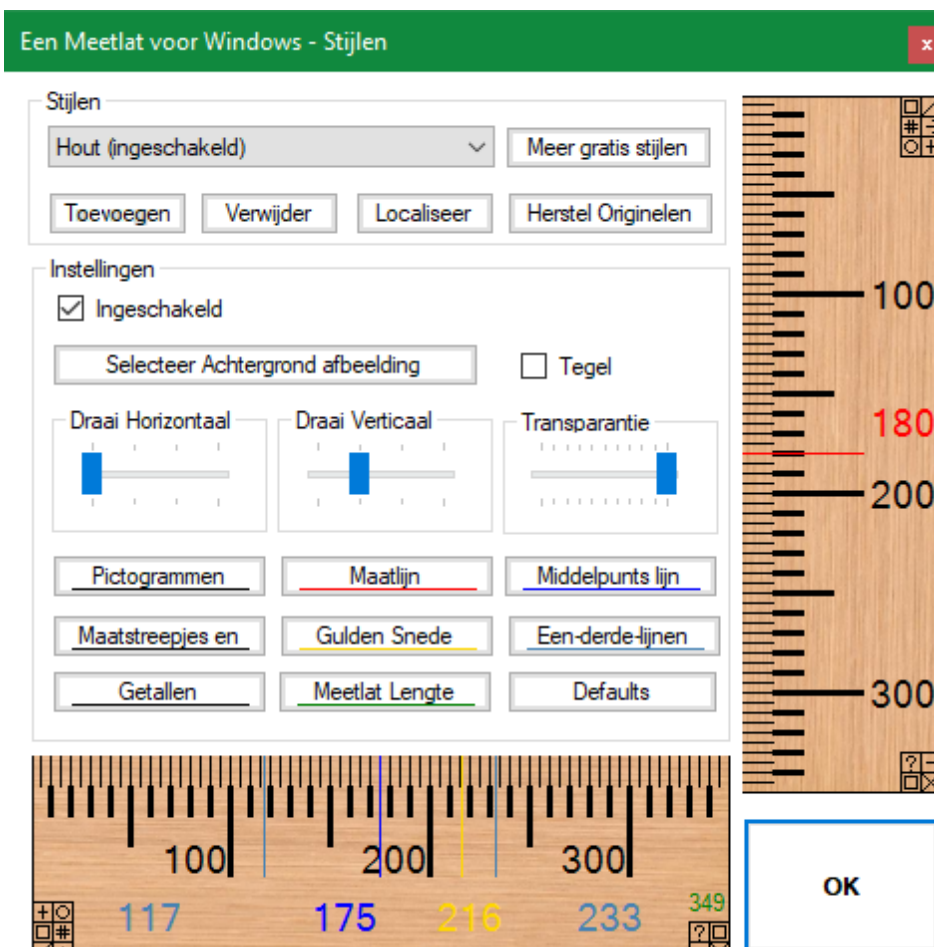 Een Meetlat voor Windows - Stijlen
x
Stijlen
Hout (ingeschakeld)
Meer gratis stijlen
Toevoegen
Verwijder
Localiseer
Herstel Originelen
Instellingen
Ingeschakeld
Selecteer Achtergrond afbeelding
Tegel
Draai Horizontaal
Draai Verticaal
Transparantie
Pictogrammen
Maatlijn
Middelpunts lijn
Maatstreepjes en
Gulden Snede
Een-derde-lijnen
Getallen
Meetlat Lengte
Defaults
100
180
200
300
100
200
300
117
175
216
233
349
OK